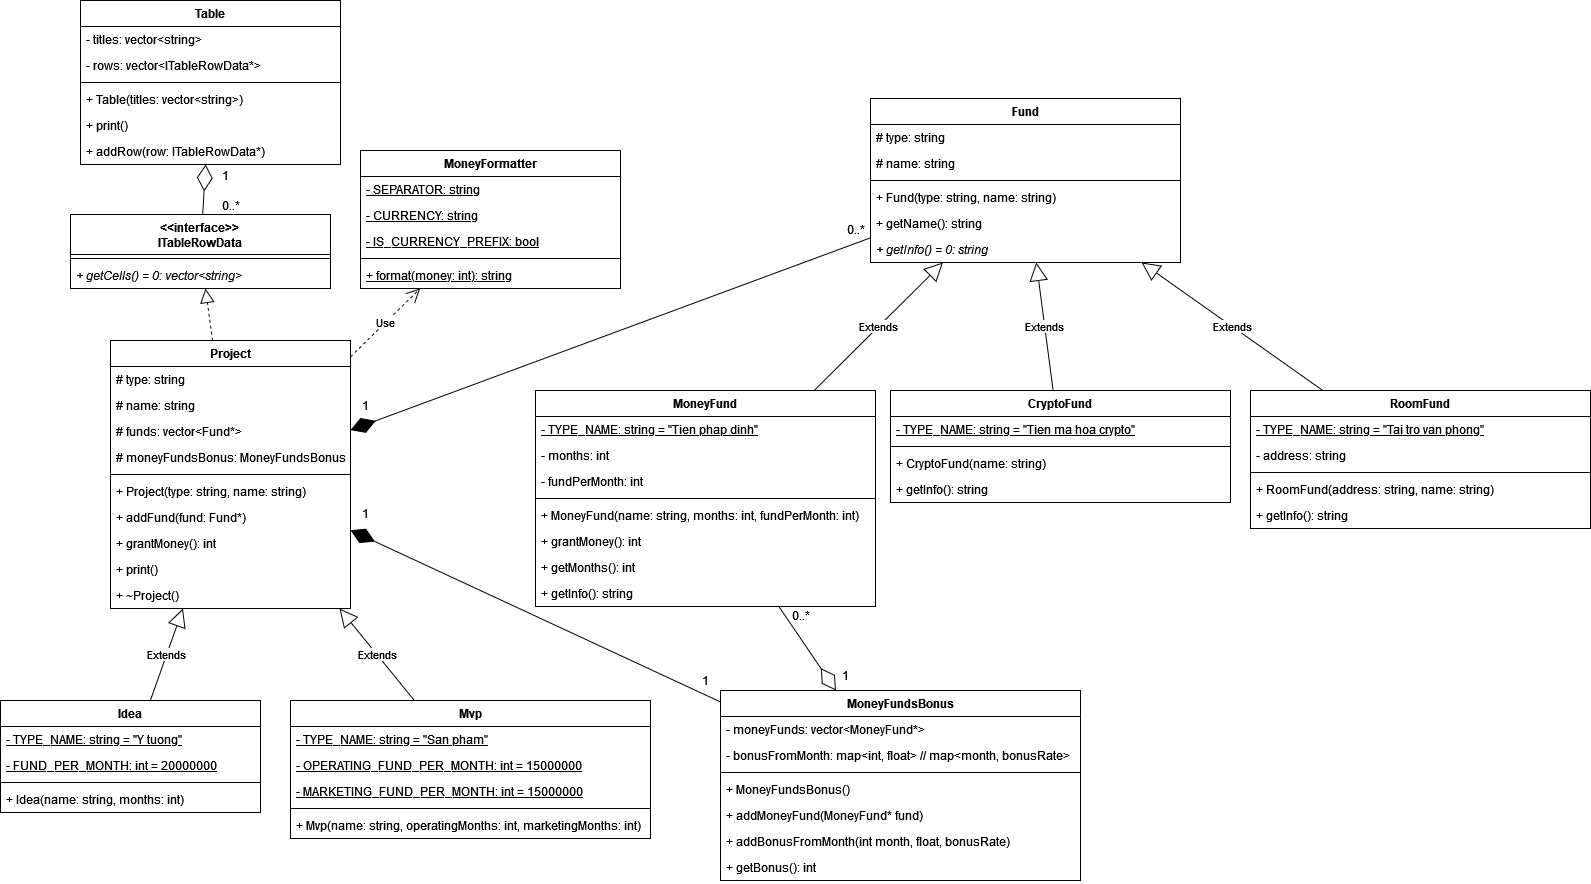 Table
- titles: vector<string>
- rows: vector<ITableRowData*>
+ Table(titles: vector<string>)
+ print()
+ addRow(row: ITableRowData*)
1
0..*
<<interface>>
ITableRowData
+ getCells() = 0: vector<string>
MoneyFormatter
- SEPARATOR: string
- CURRENCY: string
- IS_CURRENCY_PREFIX: bool
+ format(money: int): string
Use
Fund
# type: string
# name: string
+ Fund(type: string, name: string)
+ getName(): string
+ getInfo() = 0: string
0..*
1
Extends
Extends
Extends
Project
# type: string
# name: string
# funds: vector<Fund*>
# moneyFundsBonus: MoneyFundsBonus
+ Project(type: string, name: string)
+ addFund(fund: Fund*)
+ grantMoney(): int
+ print()
+ ~Project()
1
MoneyFund
- TYPE_NAME: string = "Tien phap dinh"
- months: int
- fundPerMonth: int
+ MoneyFund(name: string, months: int, fundPerMonth: int)
+ grantMoney(): int
+ getMonths(): int
+ getInfo(): string
CryptoFund
- TYPE_NAME: string = "Tien ma hoa crypto"
+ CryptoFund(name: string)
+ getInfo(): string
RoomFund
- TYPE_NAME: string = "Tai tro van phong"
- address: string
+ RoomFund(address: string, name: string)
+ getInfo(): string
0..*
1
1
Extends
Extends
Idea
- TYPE_NAME: string = "Y tuong"
- FUND_PER_MONTH: int = 20000000
+ Idea(name: string, months: int)
Mvp
- TYPE_NAME: string = "San pham"
- OPERATING_FUND_PER_MONTH: int = 15000000
- MARKETING_FUND_PER_MONTH: int = 15000000
+ Mvp(name: string, operatingMonths: int, marketingMonths: int)
MoneyFundsBonus
- moneyFunds: vector<MoneyFund*>
- bonusFromMonth: map<int, float> // map<month, bonusRate>
+ MoneyFundsBonus()
+ addMoneyFund(MoneyFund* fund)
+ addBonusFromMonth(int month, float, bonusRate)
+ getBonus(): int